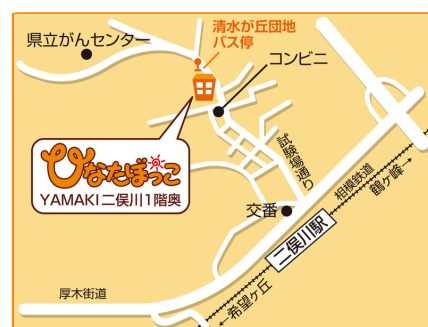 県立がんセンター
清水が丘団地
バス停
コンビニ
ひなたぼっこ
YAMAKI二俣川1階奥
試験場通り
交番
相模鉄道
鶴ヶ峰
二俣川駅
希望ヶ丘
厚木街道